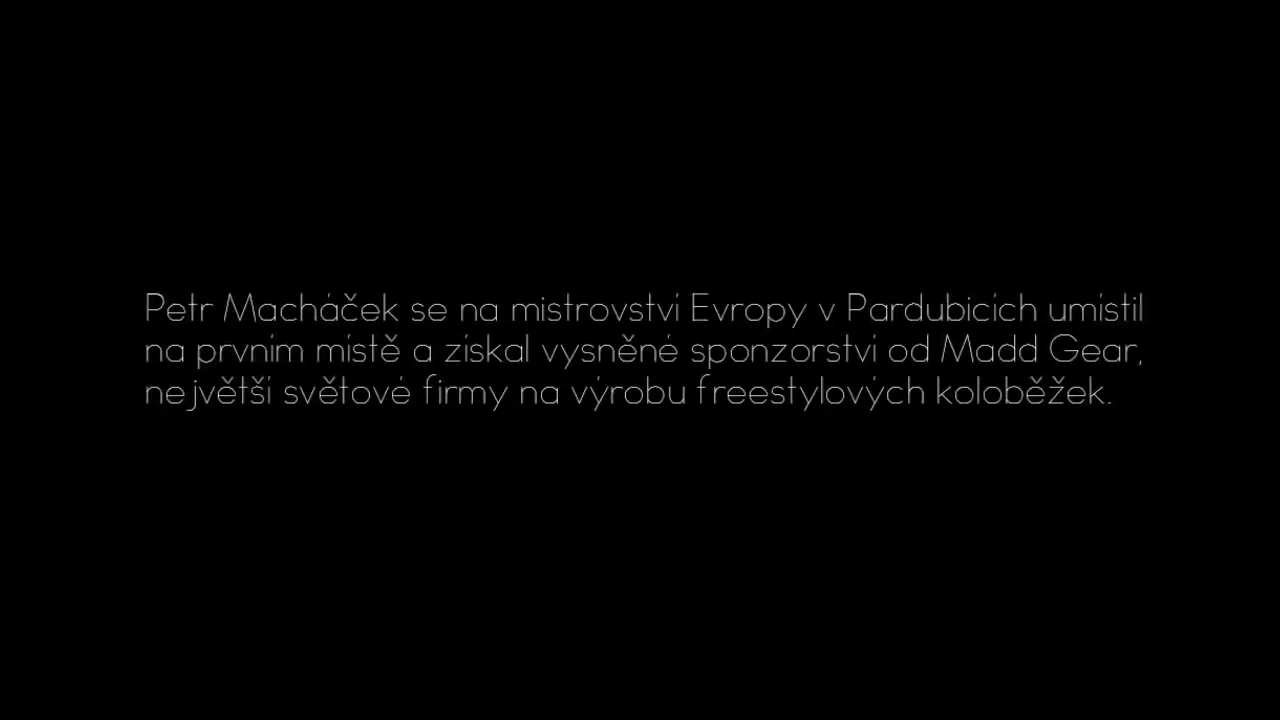 Petr Macháček se na mistrovství Evropy v Pardubicích umístil
na prvním místě a získal vysněné sponzorství od Madd Gear,
největší světové firmy na výrobu freestylových koloběžek.